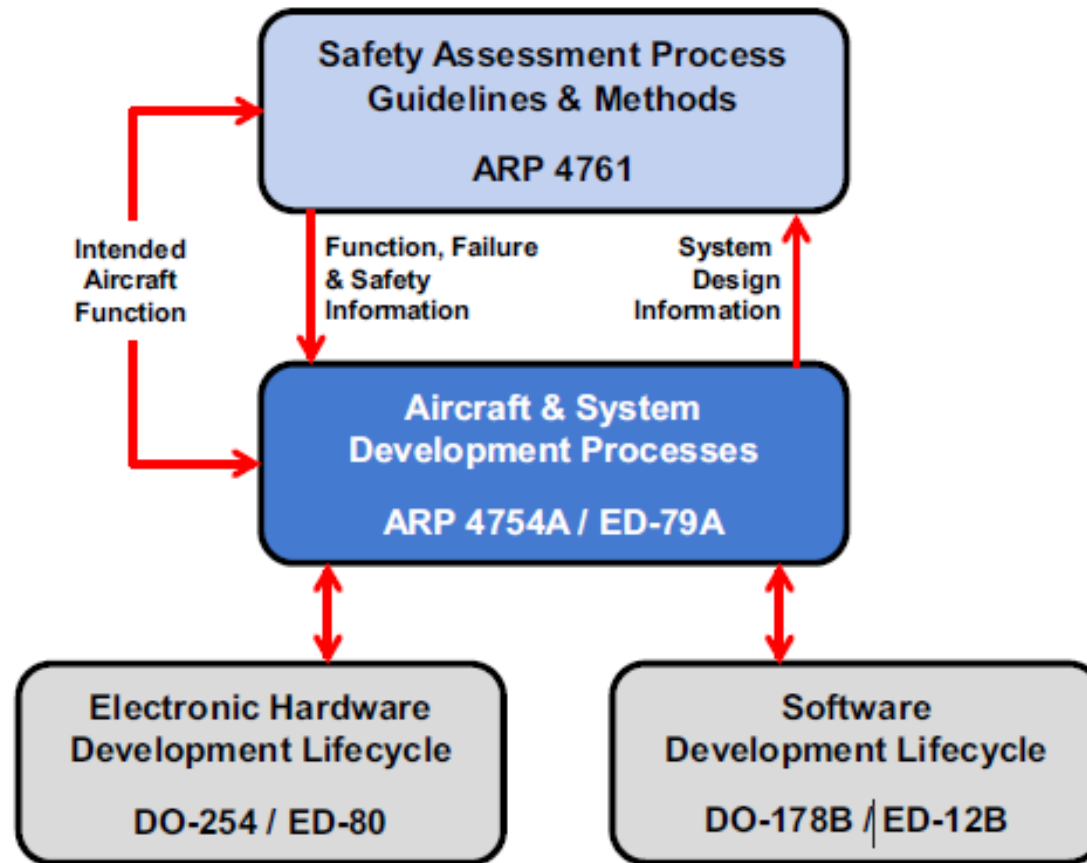 Safety Assessment Process
Guidelines & Methods
ARP 4761
Intended
Aircraft
Function
Function, Failure
& Safety
Information
System
Design
Information
Aircraft & System
Development Processes
ARP 4754A / ED-79A
Electronic Hardware
Development Lifecycle
DO-254 / ED-80
Software
Development Lifecycle
DO-178B / ED-12B